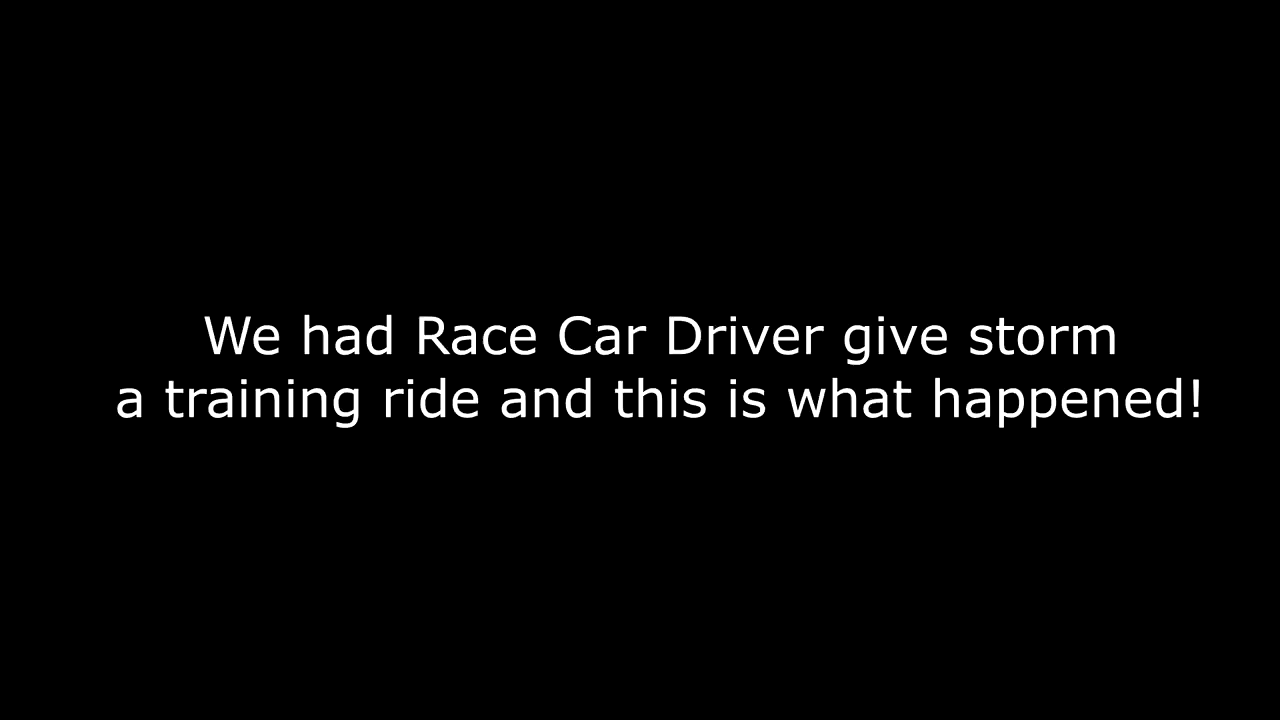 We had Race Car Driver give storm
a training ride and this is what happened!